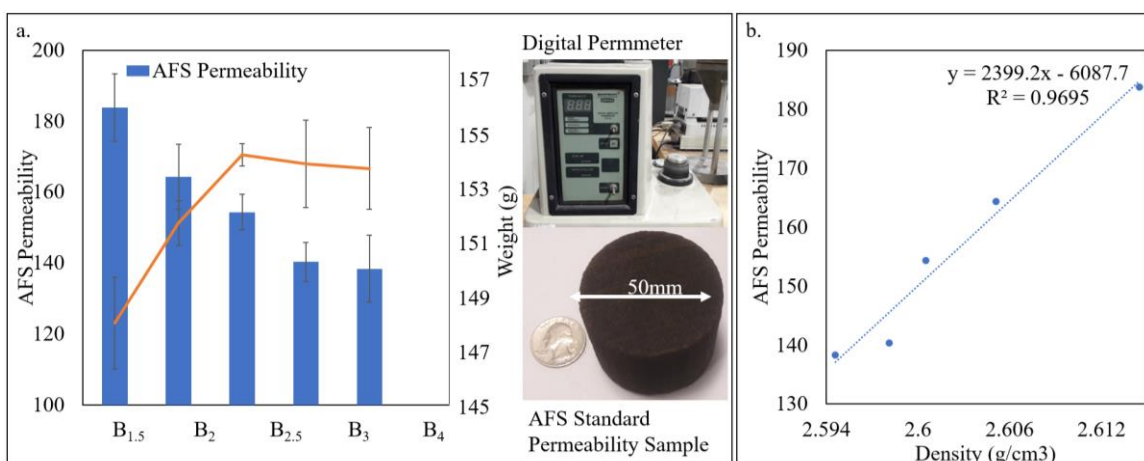 a.
200
180
160
140
120
100
AFS Permeability
AFS Permeability
157
155
153
151
149
147
145
Weight (g)
B1.5 B2 B2.5 B3 B4
Digital Permmeter
50mm
AFS Standard
Permeability Sample
b.
190
180
170
160
150
140
130
AFS Permeability
y = 2399.2x - 6087.7
R² = 0.9695
2.594 2.6 2.606 2.612
Density (g/cm3)